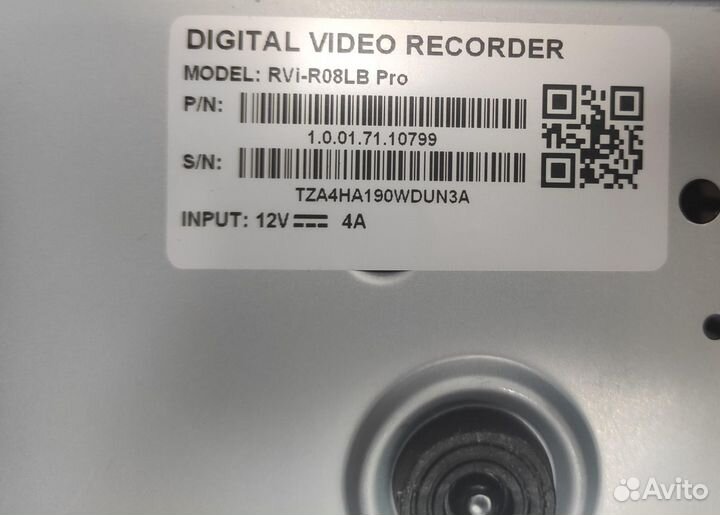 DIGITAL VIDEO RECORDER
MODEL: RVi-R08LB Pro
P/N:
1.0.01.71.10799
S/N:
TZA4HA190WDUN3A
INPUT: 12V 4A
Avito